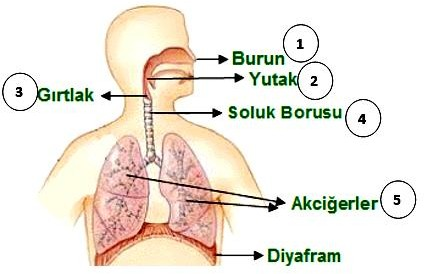 Burun 1
Yutak 2
3 Gırtlak
Soluk Borusu 4
Akciğerler 5
Diyafram